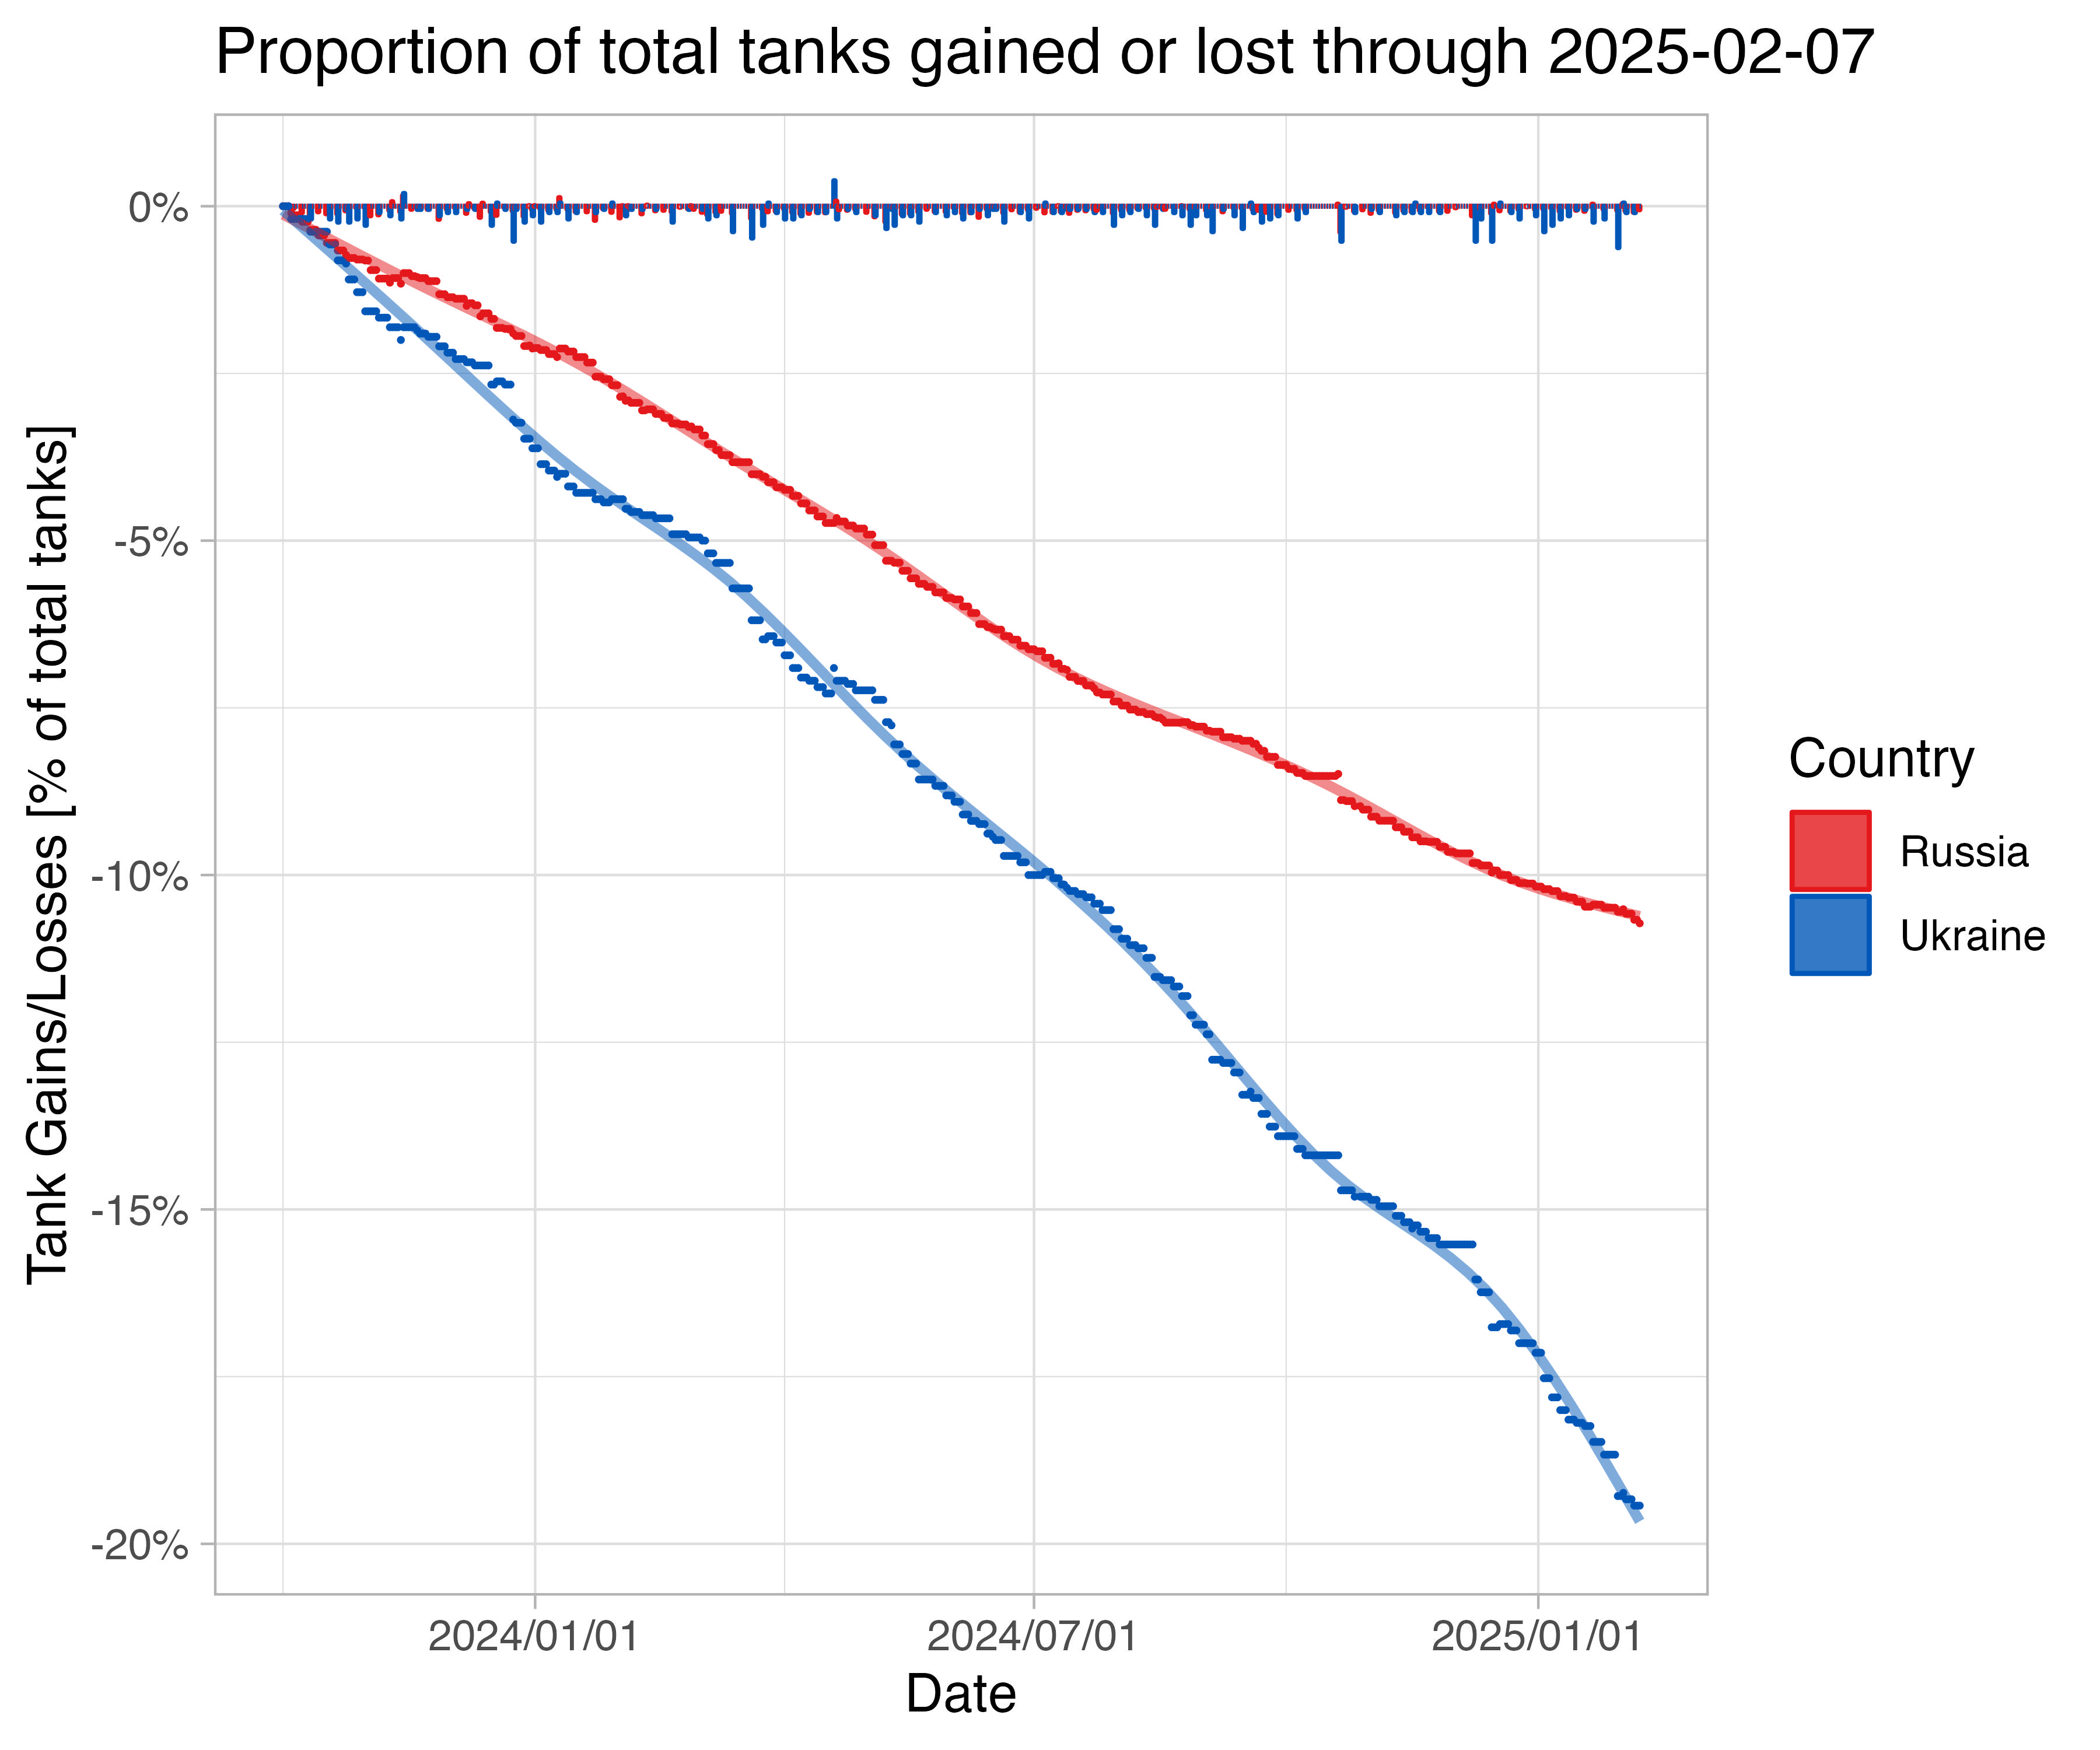 Proportion of total tanks gained or lost through 2025-02-07
Tank Gains/Losses [% of total tanks]
0%
-5%
-10%
-15%
-20%
2024/01/01
2024/07/01
2025/01/01
Date
Country
Russia
Ukraine